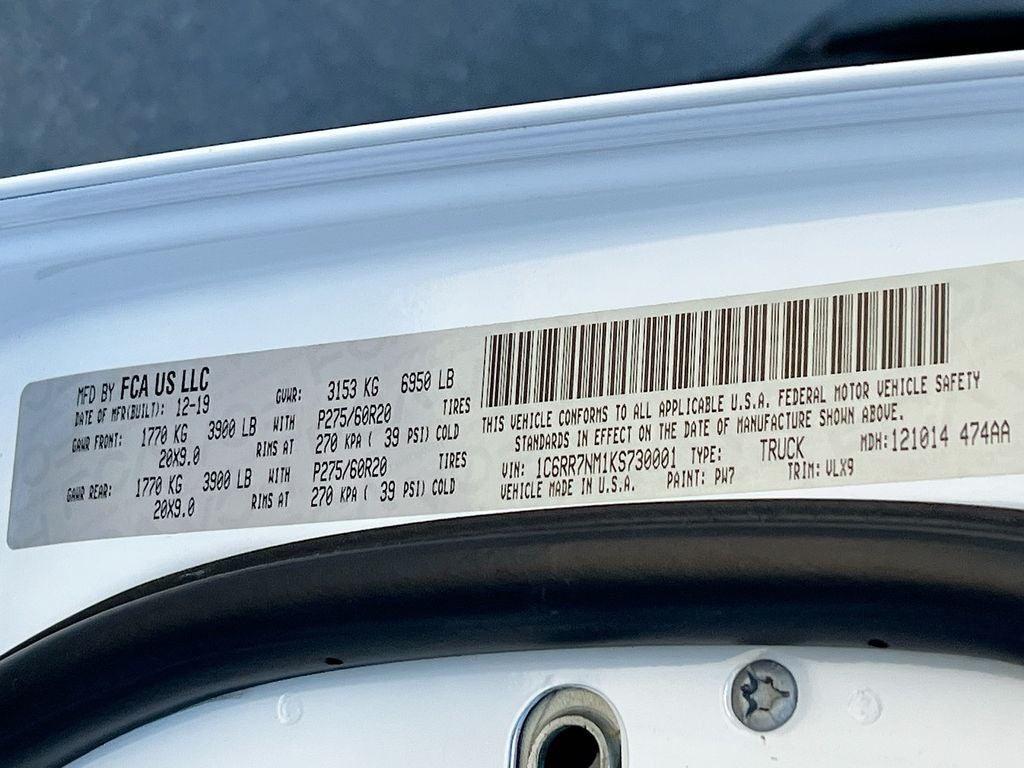 MFD BY FCA US LLC
DATE OF MFR(BUILT): 12-19 GVWR: 3153 KG 6950 LB
GAWR FRONT: 1770 KG 3900 LB WITH P275/60R20 TIRES
20X9.0 RIMS AT 270 KPA ( 39 PSI) COLD
GAWR REAR: 1770 KG 3900 LB WITH P275/60R20 TIRES
20X9.0 RIMS AT 270 KPA ( 39 PSI) COLD
THIS VEHICLE CONFORMS TO ALL APPLICABLE U.S.A. FEDERAL MOTOR VEHICLE SAFETY
STANDARDS IN EFFECT ON THE DATE OF MANUFACTURE SHOWN ABOVE.
VIN: 1C6RR7NM1KS730001 TYPE: TRUCK MDH:121014 474AA
VEHICLE MADE IN U.S.A. PAINT: PW7 TRIM: VLX9